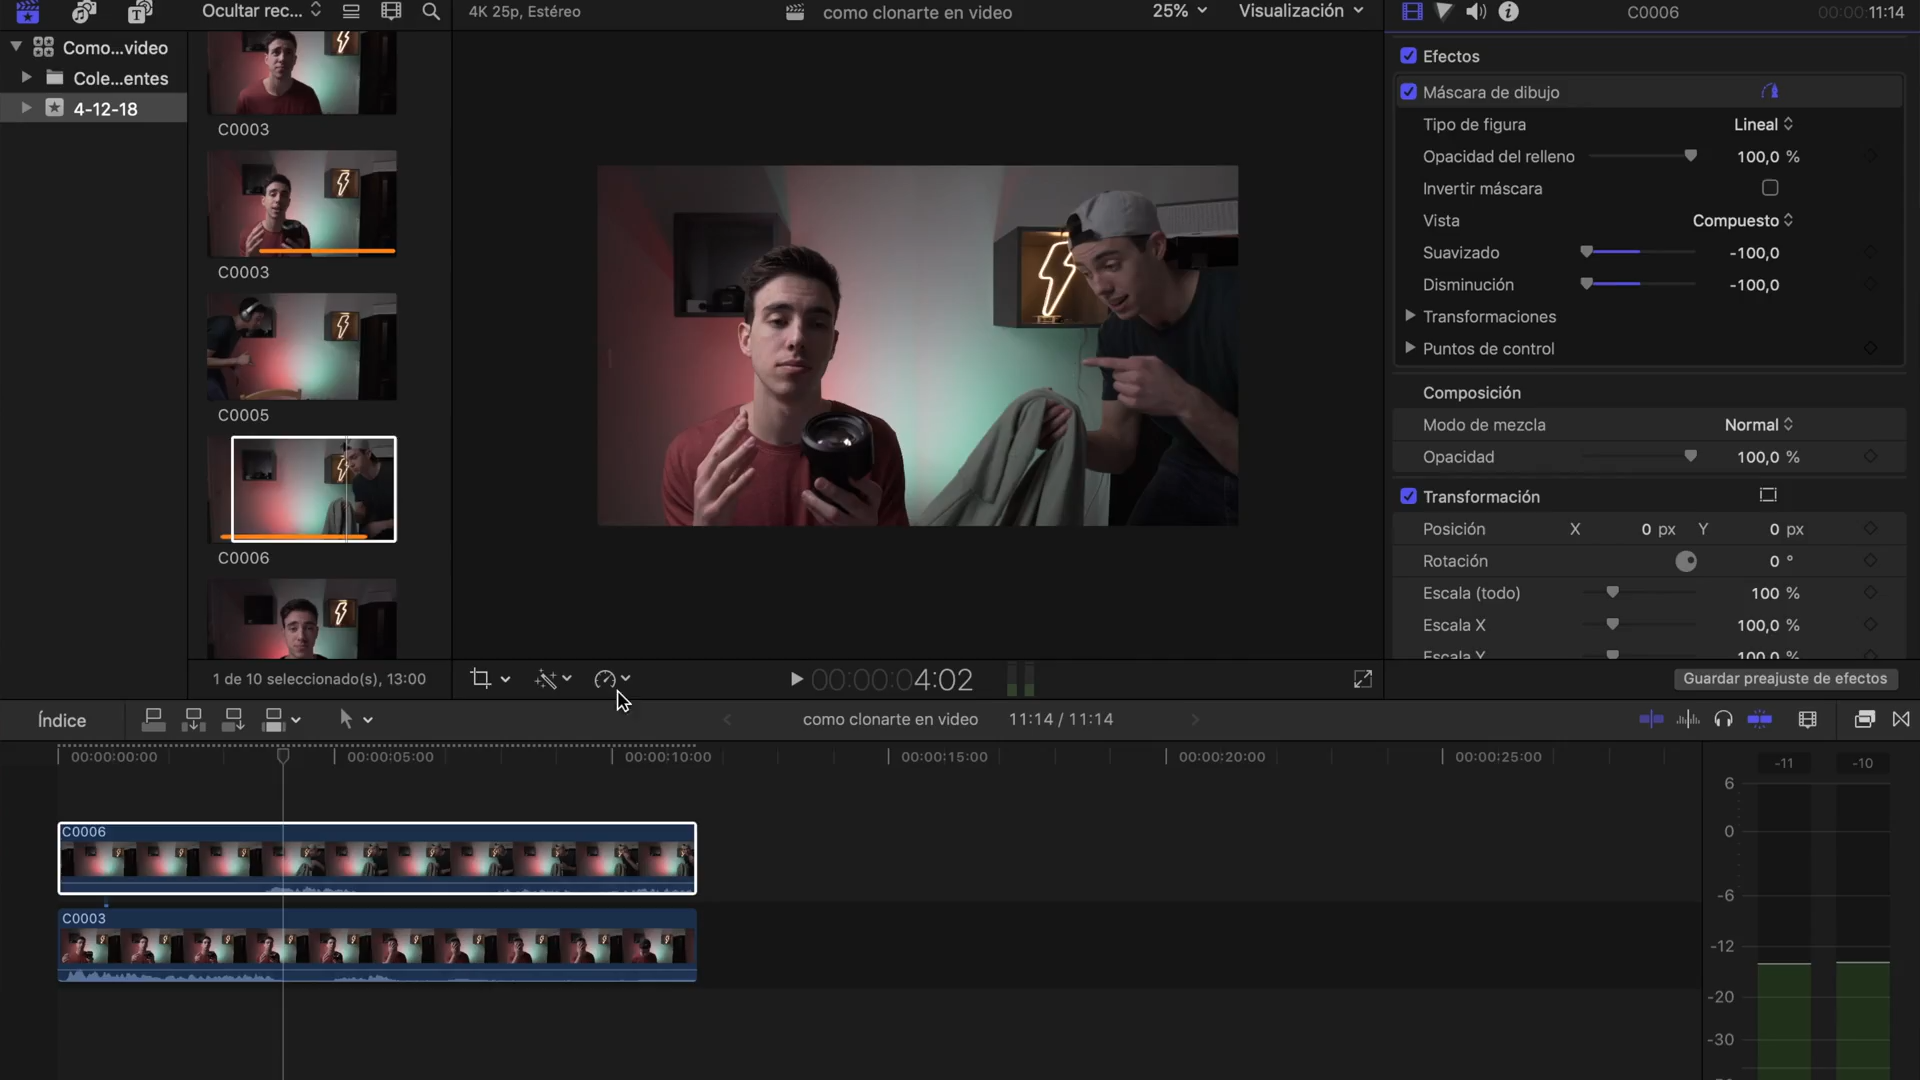 Ocultar rec...
4K 25p, Estéreo
como clonarte en video
25%
Visualización
C0006
00:00:11:14
Como...video
Cole...entes
4-12-18
C0003
C0003
C0005
C0006
Efectos
Máscara de dibujo
Tipo de figura
Lineal
Opacidad del relleno
100,0 %
Invertir máscara
Vista
Compuesto
Suavizado
-100,0
Disminución
-100,0
Transformaciones
Puntos de control
Composición
Modo de mezcla
Normal
Opacidad
100,0 %
Transformación
Posición X 0 px Y 0 px
Rotación
0 °
Escala (todo)
100 %
Escala X
100,0 %
Escala Y
100,0 %
1 de 10 seleccionado(s), 13:00
00:00:04:02
Guardar preajuste de efectos
Índice
como clonarte en video
11:14 / 11:14
00:00:00:00
00:00:05:00
00:00:10:00
00:00:15:00
00:00:20:00
00:00:25:00
C0006
C0003
-11 -10
6
0
-6
-12
-20
-30